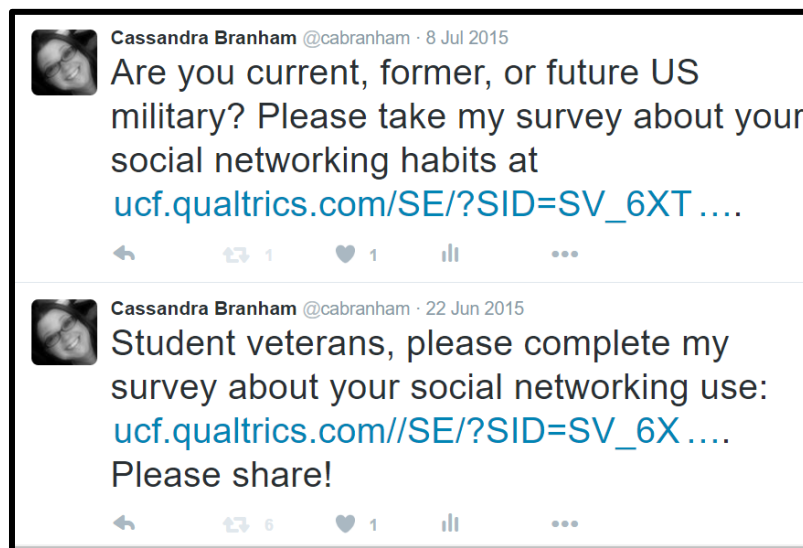 Cassandra Branham @cabranham · 8 Jul 2015
Are you current, former, or future US
military? Please take my survey about your
social networking habits at
ucf.qualtrics.com/SE/?SID=SV_6XT ....
1 1
Cassandra Branham @cabranham · 22 Jun 2015
Student veterans, please complete my
survey about your social networking use:
ucf.qualtrics.com//SE/?SID=SV_6X ....
Please share!
6 1